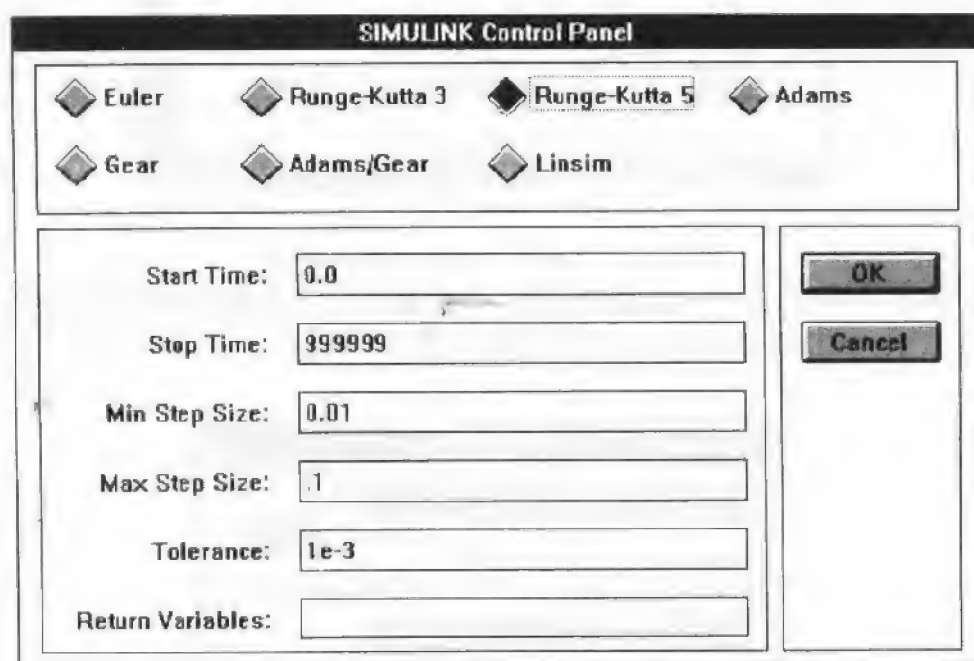 SIMULINK Control Panel
Euler Runge-Kutta 3 Runge-Kutta 5 Adams
Gear Adams/Gear Linsim
Start Time: 0.0
OK
Stop Time: 999999
Cancel
Min Step Size: 0.01
Max Step Size: .1
Tolerance: 1e-3
Return Variables: